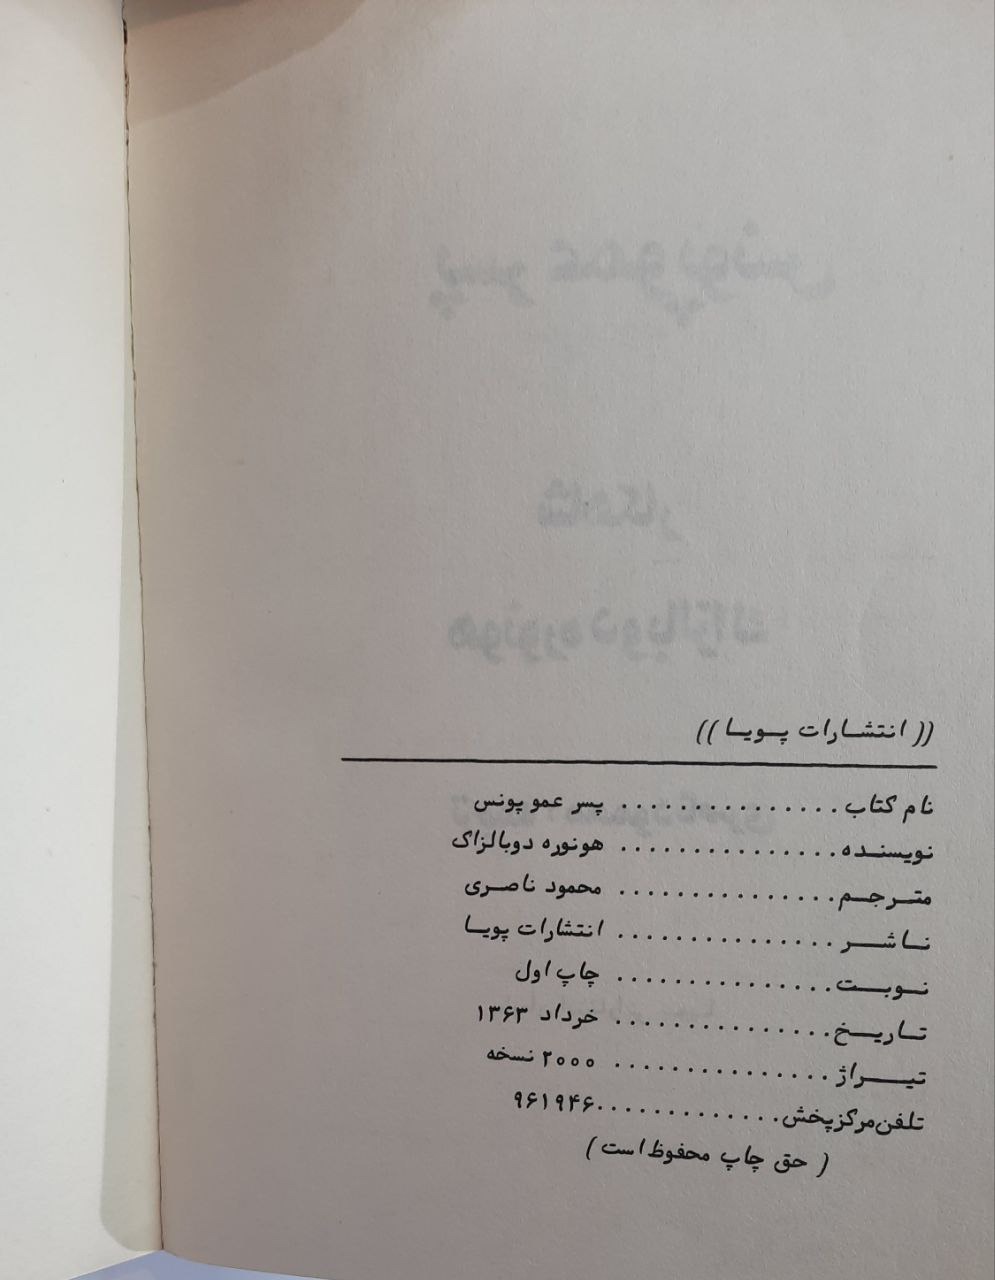 (( انتشارات پویا ))
نام کتاب............... پسر عمو پونس
نویسنده............... هونوره دوبالزاک
مترجم............... محمود ناصری
ناشر............... انتشارات پویا
نوبت............... چاپ اول
تاریخ............... خرداد ۱۳۶۳
تیراژ............... ۲۰۰۰ نسخه
تلفن مرکز پخش.............۹۶۱۹۴۶
( حق چاپ محفوظ است )